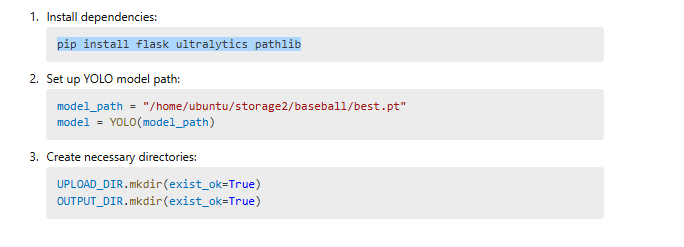 1. Install dependencies:
pip install flask ultralytics pathlib
2. Set up YOLO model path:
model_path = "/home/ubuntu/storage2/baseball/best.pt"
model = YOLO(model_path)
3. Create necessary directories:
UPLOAD_DIR.mkdir(exist_ok=True)
OUTPUT_DIR.mkdir(exist_ok=True)